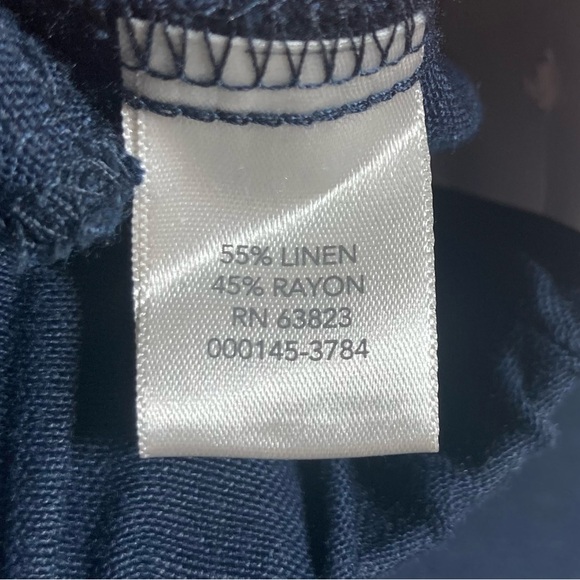 55% LINEN
45% RAYON
RN 63823
000145-3784